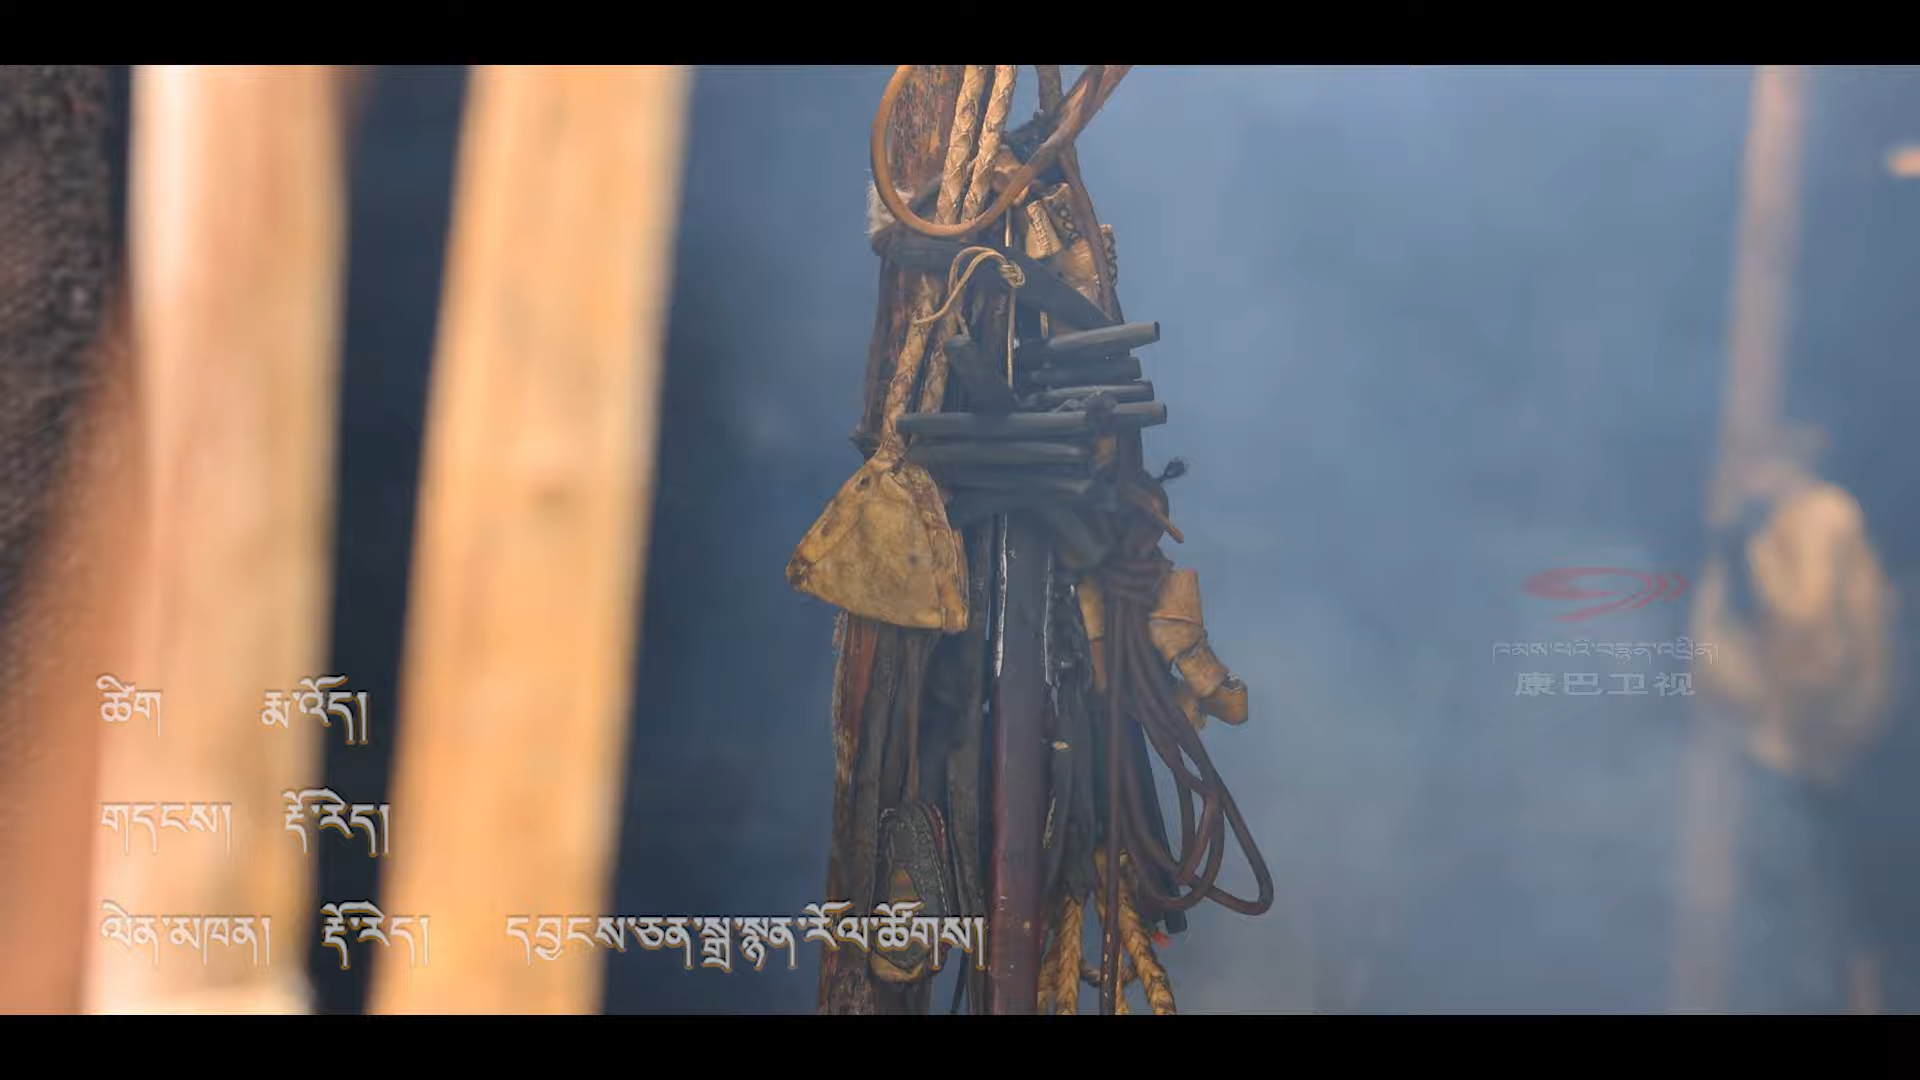 ཚིག མ་འོད།
གདངས། རྡོ་རེད།
ལེན་མཁན། རྡོ་རེད། དབྱངས་ཅན་སྒྲ་སྙན་རོལ་ཚོགས།
ཁམས་པའི་བརྙན་འཕྲིན།
康巴卫视